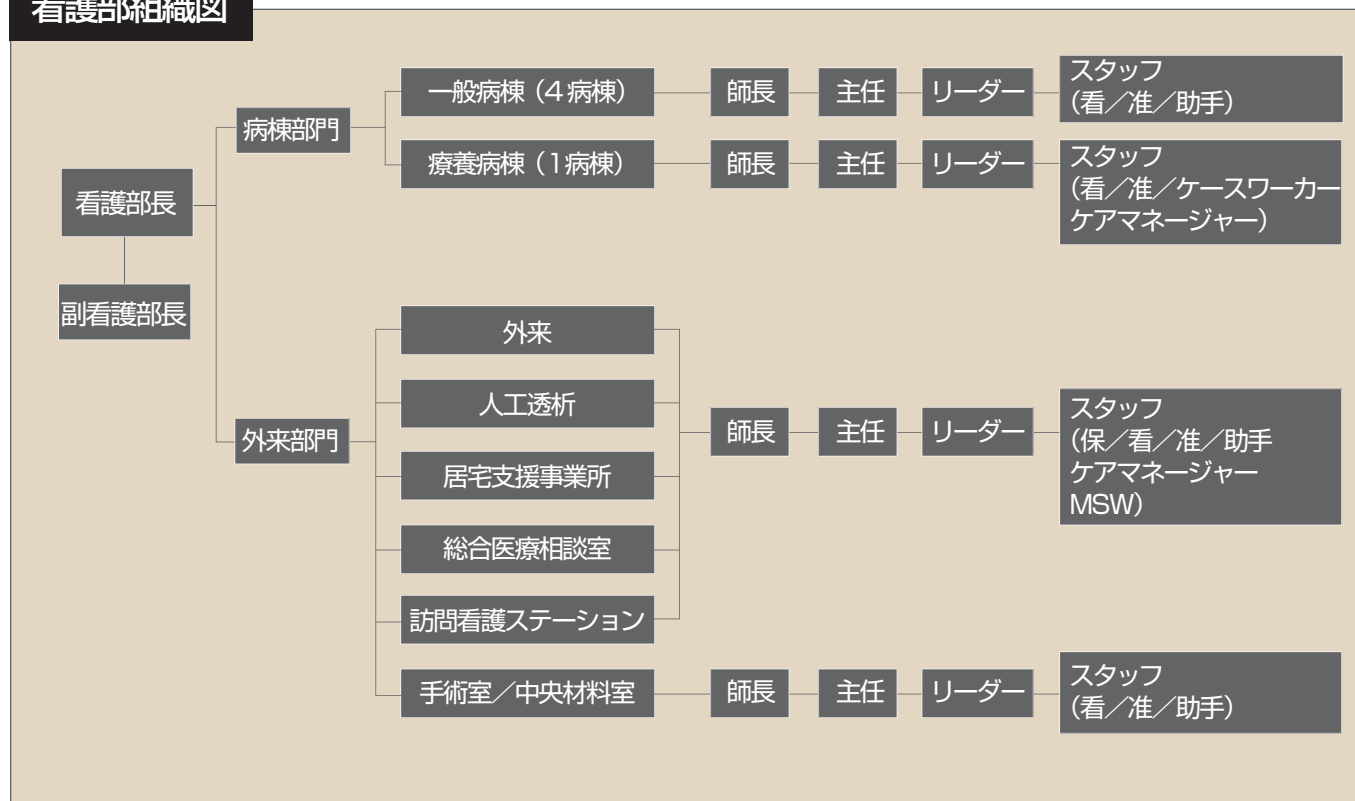 看護部組織図
一般病棟（4病棟）
師長
主任
リーダー
スタッフ
（看／准／助手）
病棟部門
療養病棟（1病棟）
師長
主任
リーダー
スタッフ
（看／准／ケースワーカー
ケアマネージャー）
看護部長
副看護部長
外来部門
外来
人工透析
居宅支援事業所
総合医療相談室
訪問看護ステーション
師長
主任
リーダー
スタッフ
（保／看／准／助手
ケアマネージャー
MSW）
手術室／中央材料室
師長
主任
リーダー
スタッフ
（看／准／助手）